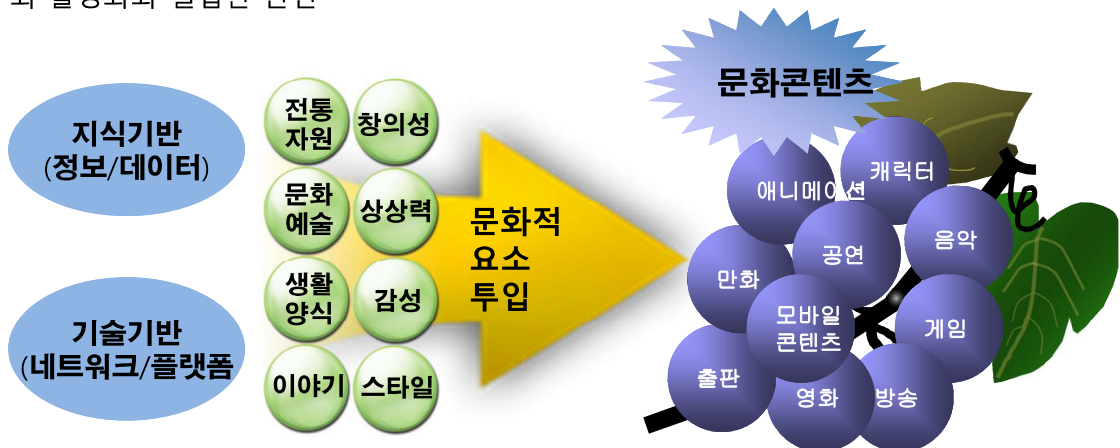 지식기반
(정보/데이터)
기술기반
(네트워크/플랫폼
전통
자원
창의성
문화
예술
상상력
생활
양식
감성
이야기
스타일
문화적
요소
투입
문화콘텐츠
애니메이션
캐릭터
공연
음악
만화
모바일
콘텐츠
게임
출판
영화
방송